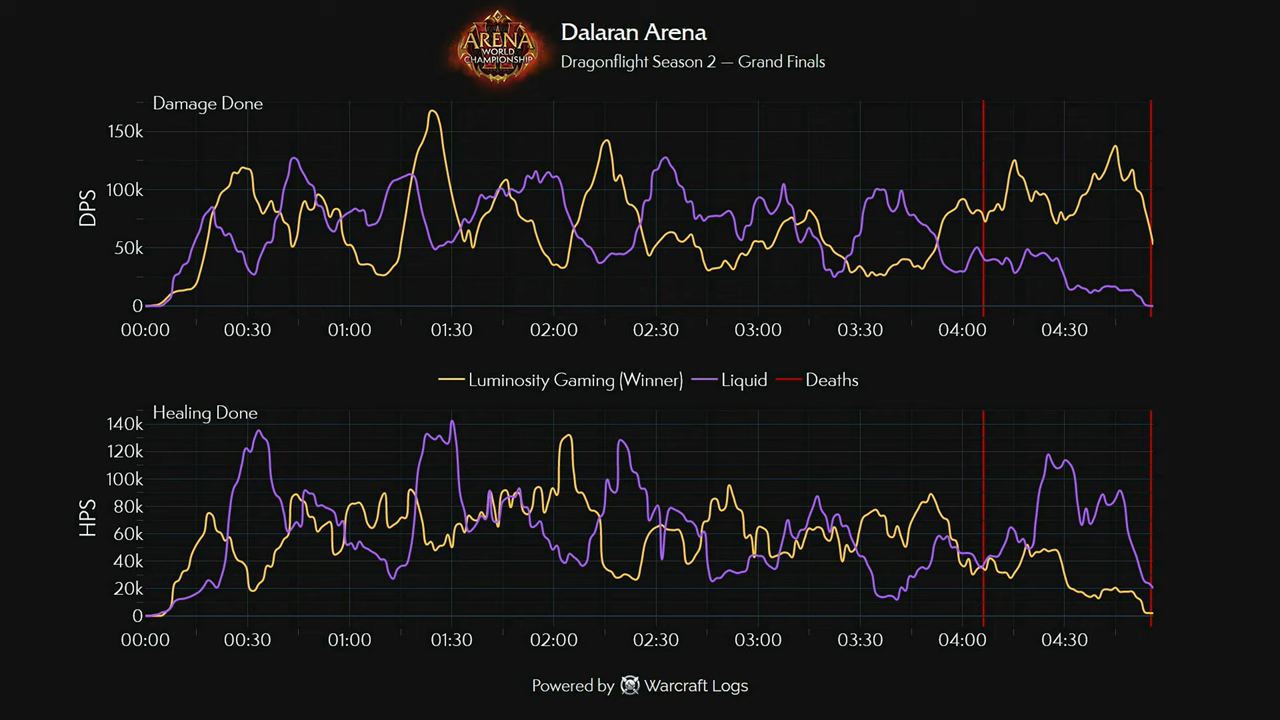 ARENA
WORLD
CHAMPIONSHIP
Dalaran Arena
Dragonflight Season 2 — Grand Finals
Damage Done
DPS
150k
100k
50k
0
00:00 00:30 01:00 01:30 02:00 02:30 03:00 03:30 04:00 04:30
Luminosity Gaming (Winner) Liquid Deaths
Healing Done
HPS
140k
120k
100k
80k
60k
40k
20k
0
00:00 00:30 01:00 01:30 02:00 02:30 03:00 03:30 04:00 04:30
Powered by Warcraft Logs